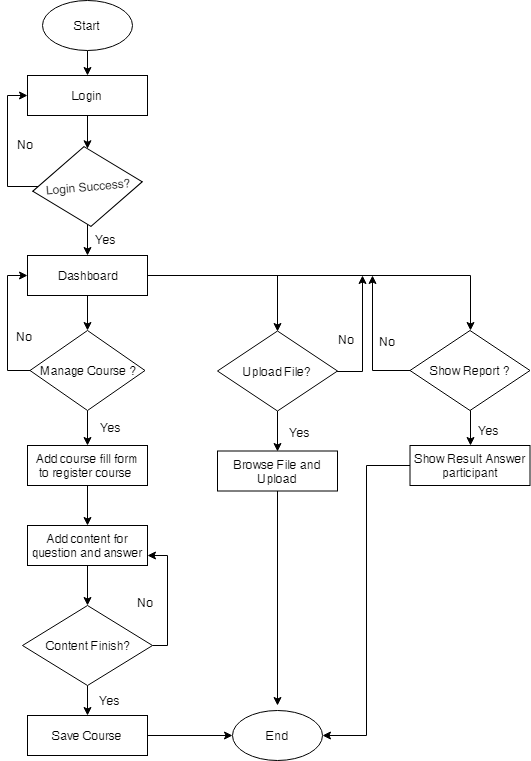 Start
Login
No
Login Success?
Yes
Dashboard
No
Manage Course ?
Yes
Add course fill form
to register course
Add content for
question and answer
No
Content Finish?
Yes
Save Course
No
Upload File?
Yes
Browse File and
Upload
No
Show Report ?
Yes
Show Result Answer
participant
End